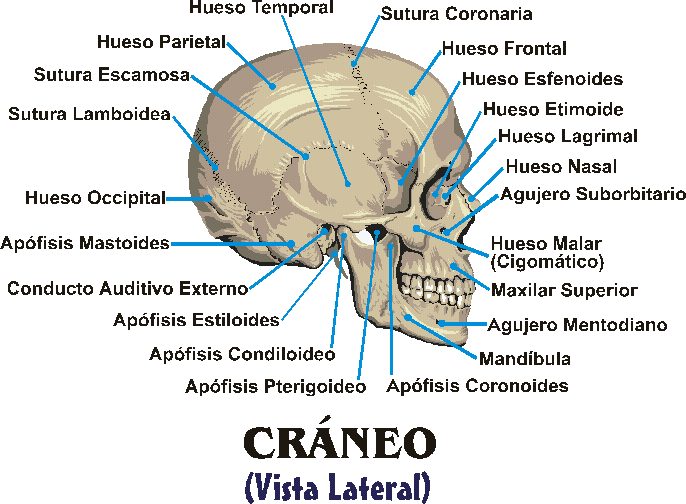 Hueso Temporal
Sutura Coronaria
Hueso Parietal
Hueso Frontal
Sutura Escamosa
Hueso Esfenoides
Sutura Lamboidea
Hueso Etimoide
Hueso Lagrimal
Hueso Nasal
Hueso Occipital
Agujero Suborbitario
Apófisis Mastoides
Hueso Malar
(Cigomático)
Conducto Auditivo Externo
Maxilar Superior
Apófisis Estiloides
Agujero Mentodiano
Apófisis Condiloideo
Mandíbula
Apófisis Pterigoideo
Apófisis Coronoides
CRÁNEO
(Vista Lateral)